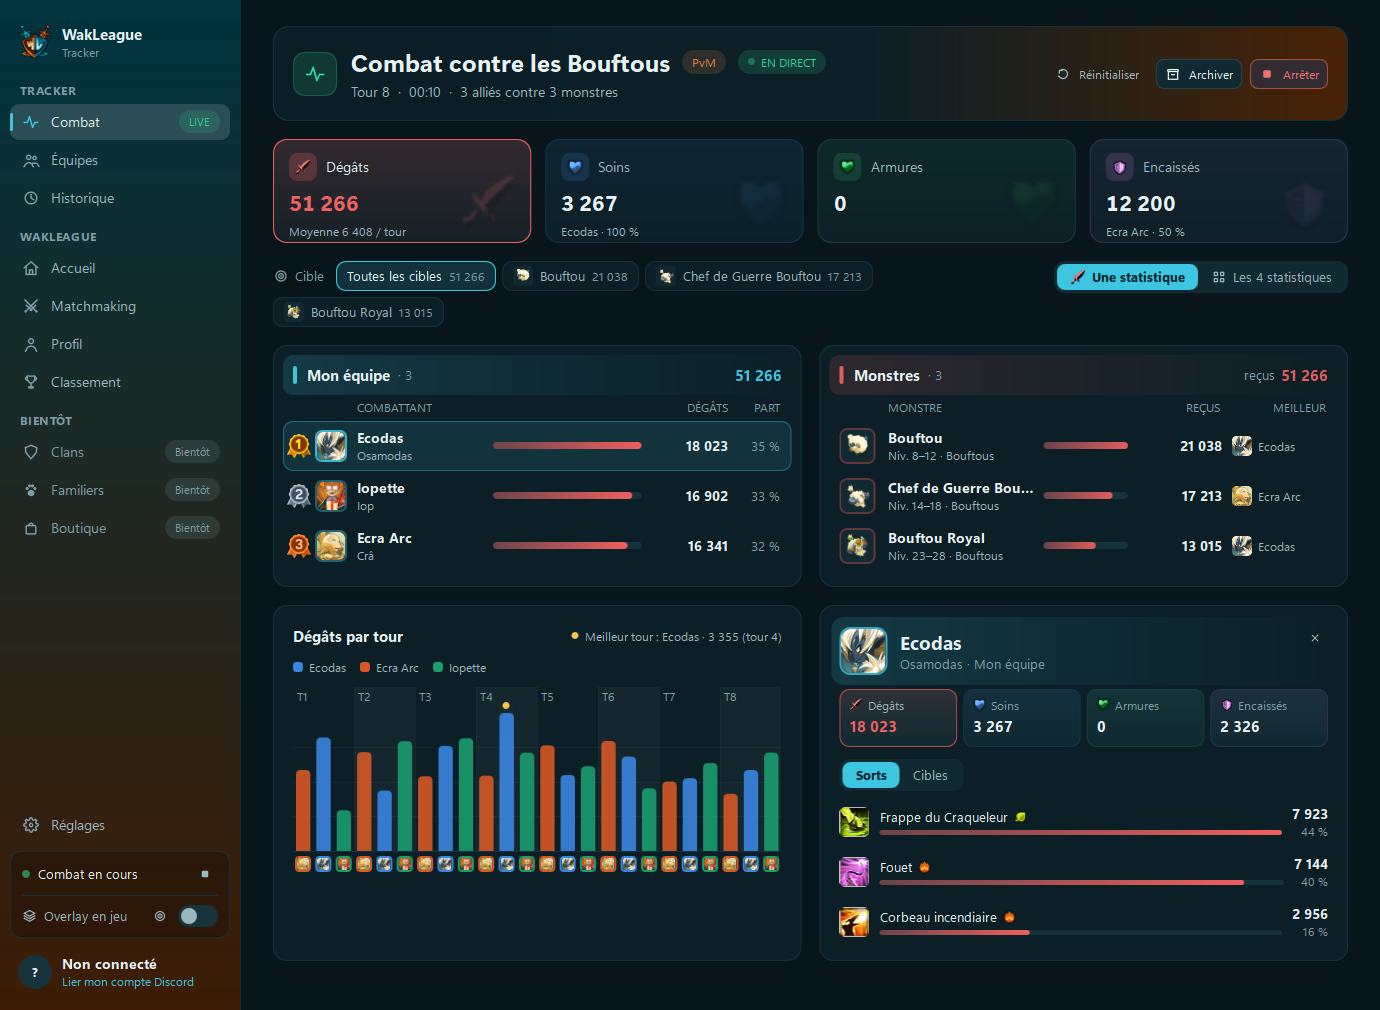 WakLeague
Tracker
TRACKER
Combat LIVE
Équipes
Historique
WAKLEAGUE
Accueil
Matchmaking
Profil
Classement
BIENTÔT
Clans Bientôt
Familiers Bientôt
Boutique Bientôt
Réglages
Combat en cours
Overlay en jeu
? Non connecté
Lier mon compte Discord
Combat contre les Bouftous PvM EN DIRECT
Tour 8 · 00:10 · 3 alliés contre 3 monstres
Réinitialiser Archiver Arrêter
Dégâts
51 266
Moyenne 6 408 / tour
Soins
3 267
Ecodas · 100 %
Armures
0
Encaissés
12 200
Ecra Arc · 50 %
Cible Toutes les cibles 51 266 Bouftou 21 038 Chef de Guerre Bouftou 17 213
Bouftou Royal 13 015
Une statistique Les 4 statistiques
Mon équipe · 3 51 266
COMBATTANT DÉGÂTS PART
1 Ecodas 18 023 35 %
Osamodas
2 Iopette 16 902 33 %
Iop
3 Ecra Arc 16 341 32 %
Crâ
Monstres · 3 reçus 51 266
MONSTRE REÇUS MEILLEUR
Bouftou 21 038 Ecodas
Niv. 8–12 · Bouftous
Chef de Guerre Bou... 17 213 Ecra Arc
Niv. 14–18 · Bouftous
Bouftou Royal 13 015 Ecodas
Niv. 23–28 · Bouftous
Dégâts par tour Meilleur tour : Ecodas · 3 355 (tour 4)
Ecodas Ecra Arc Iopette
T1 T2 T3 T4 T5 T6 T7 T8
Ecodas ×
Osamodas · Mon équipe
Dégâts
18 023
Soins
3 267
Armures
0
Encaissés
2 326
Sorts Cibles
Frappe du Craqueleur 7 923
44 %
Fouet 7 144
40 %
Corbeau incendiaire 2 956
16 %